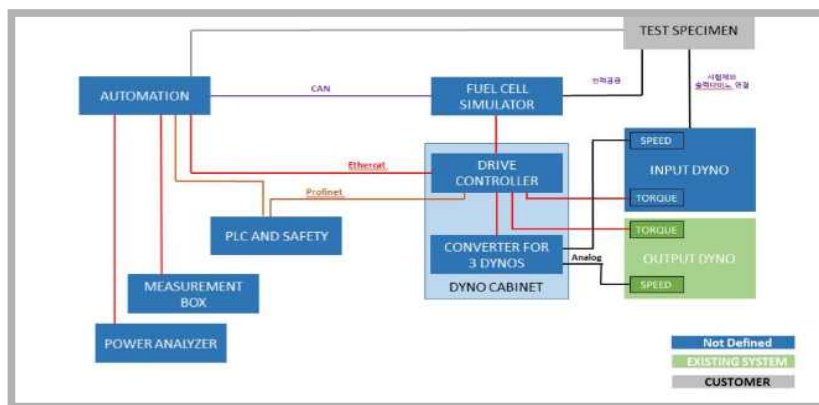 TEST SPECIMEN
AUTOMATION
CAN
FUEL CELL
SIMULATOR
전력공급
시험체와
출력다이노 연결
SPEED
INPUT DYNO
TORQUE
Ethercat
DRIVE
CONTROLLER
Profinet
PLC AND SAFETY
CONVERTER FOR
3 DYNOS
Analog
DYNO CABINET
TORQUE
OUTPUT DYNO
SPEED
MEASUREMENT
BOX
POWER ANALYZER
Not Defined
EXISTING SYSTEM
CUSTOMER